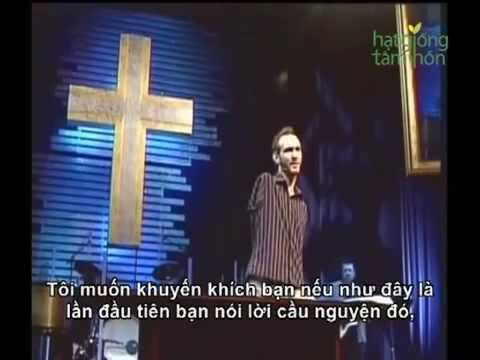 hạt giống
tâm hồn
Tôi muốn khuyến khích bạn nếu như đây là
lần đầu tiên bạn nói lời cầu nguyện đó,